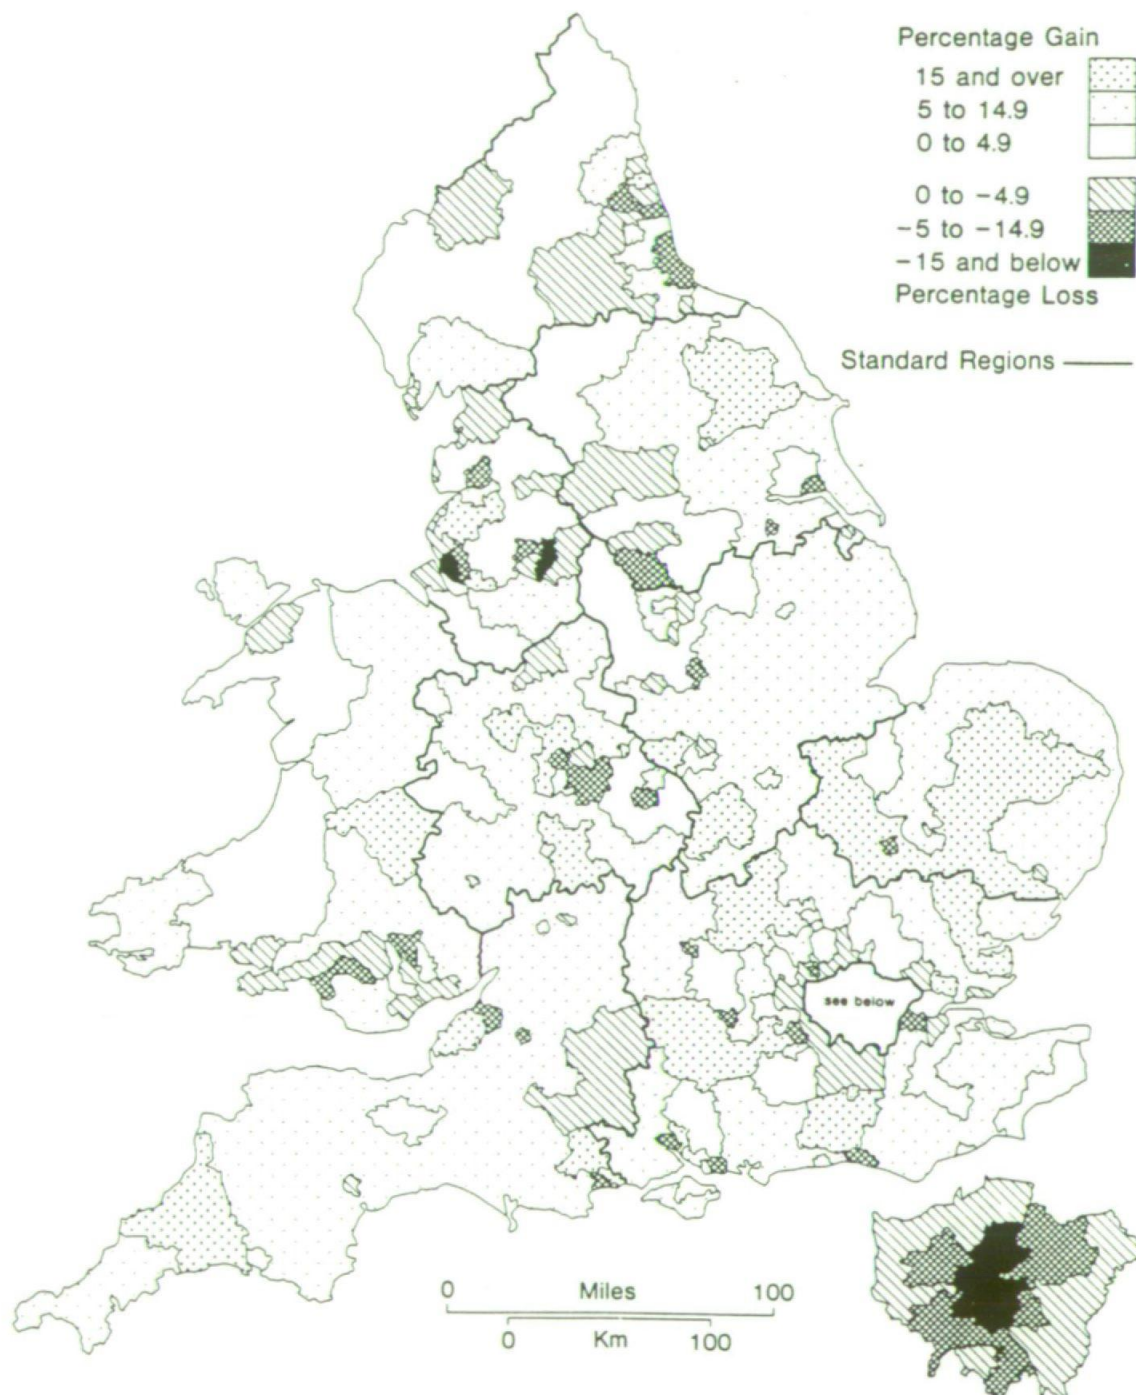 Percentage Gain
15 and over
5 to 14.9
0 to 4.9
0 to −4.9
−5 to −14.9
−15 and below
Percentage Loss
Standard Regions
see below
0 Miles 100
0 Km 100